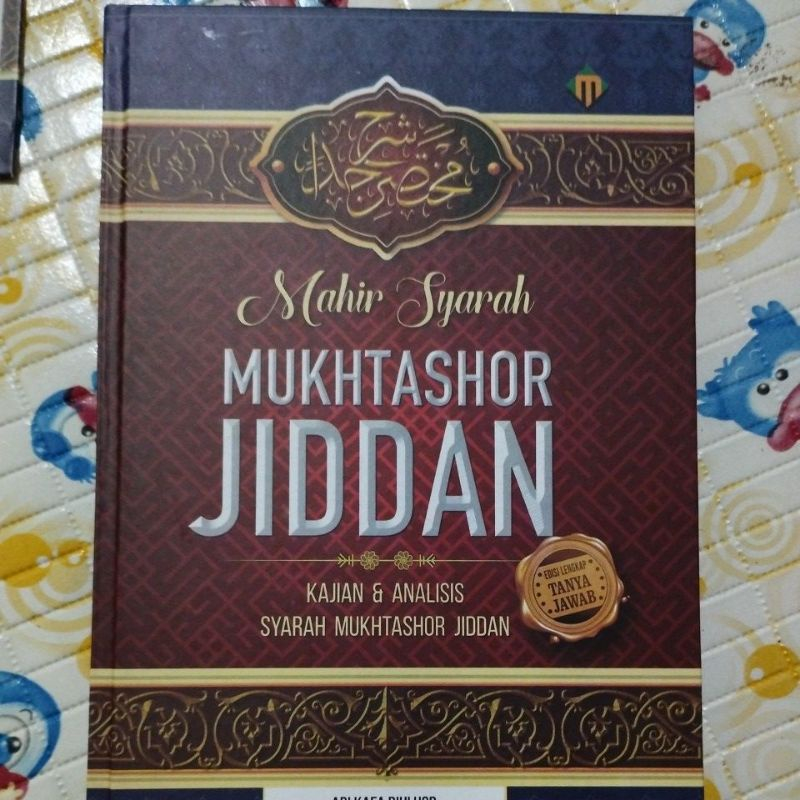 شرح
مختصر جدا
Mahir Syarah
MUKHTASHOR
JIDDAN
KAJIAN & ANALISIS
SYARAH MUKHTASHOR JIDDAN
EDISI LENGKAP
TANYA
JAWAB